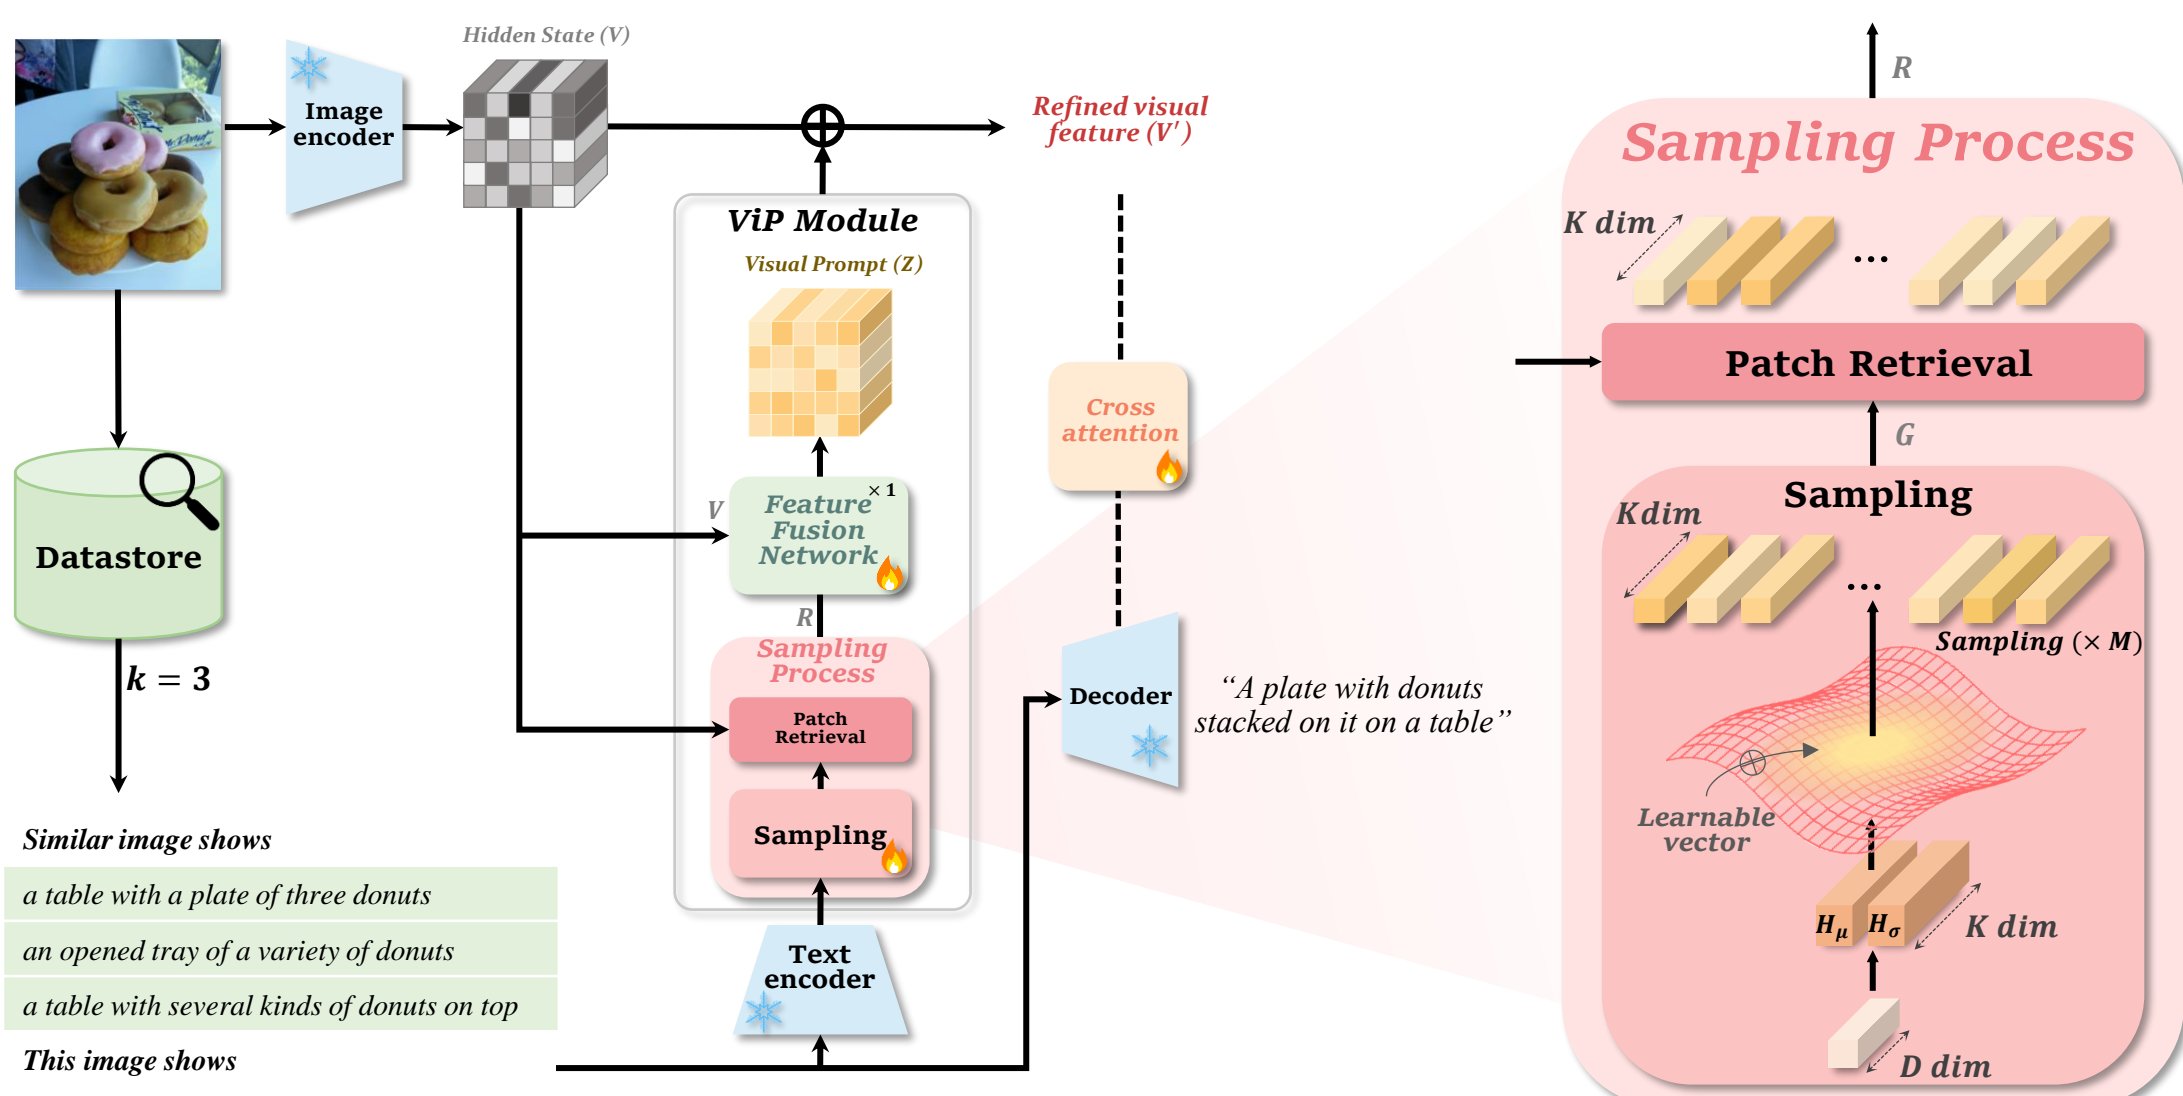 Hidden State (V)
Image
encoder
Refined visual
feature (V′)
Donut
ViP Module
Visual Prompt (Z)
Datastore
k = 3
V
Feature × 1
Fusion
Network
R
Sampling
Process
Patch
Retrieval
Sampling
Text
encoder
Cross
attention
Decoder
“A plate with donuts
stacked on it on a table”
Similar image shows
a table with a plate of three donuts
an opened tray of a variety of donuts
a table with several kinds of donuts on top
This image shows
R
Sampling Process
K dim
...
Patch Retrieval
G
Sampling
K dim
...
Sampling (× M)
Learnable
vector
Hμ Hσ
K dim
D dim